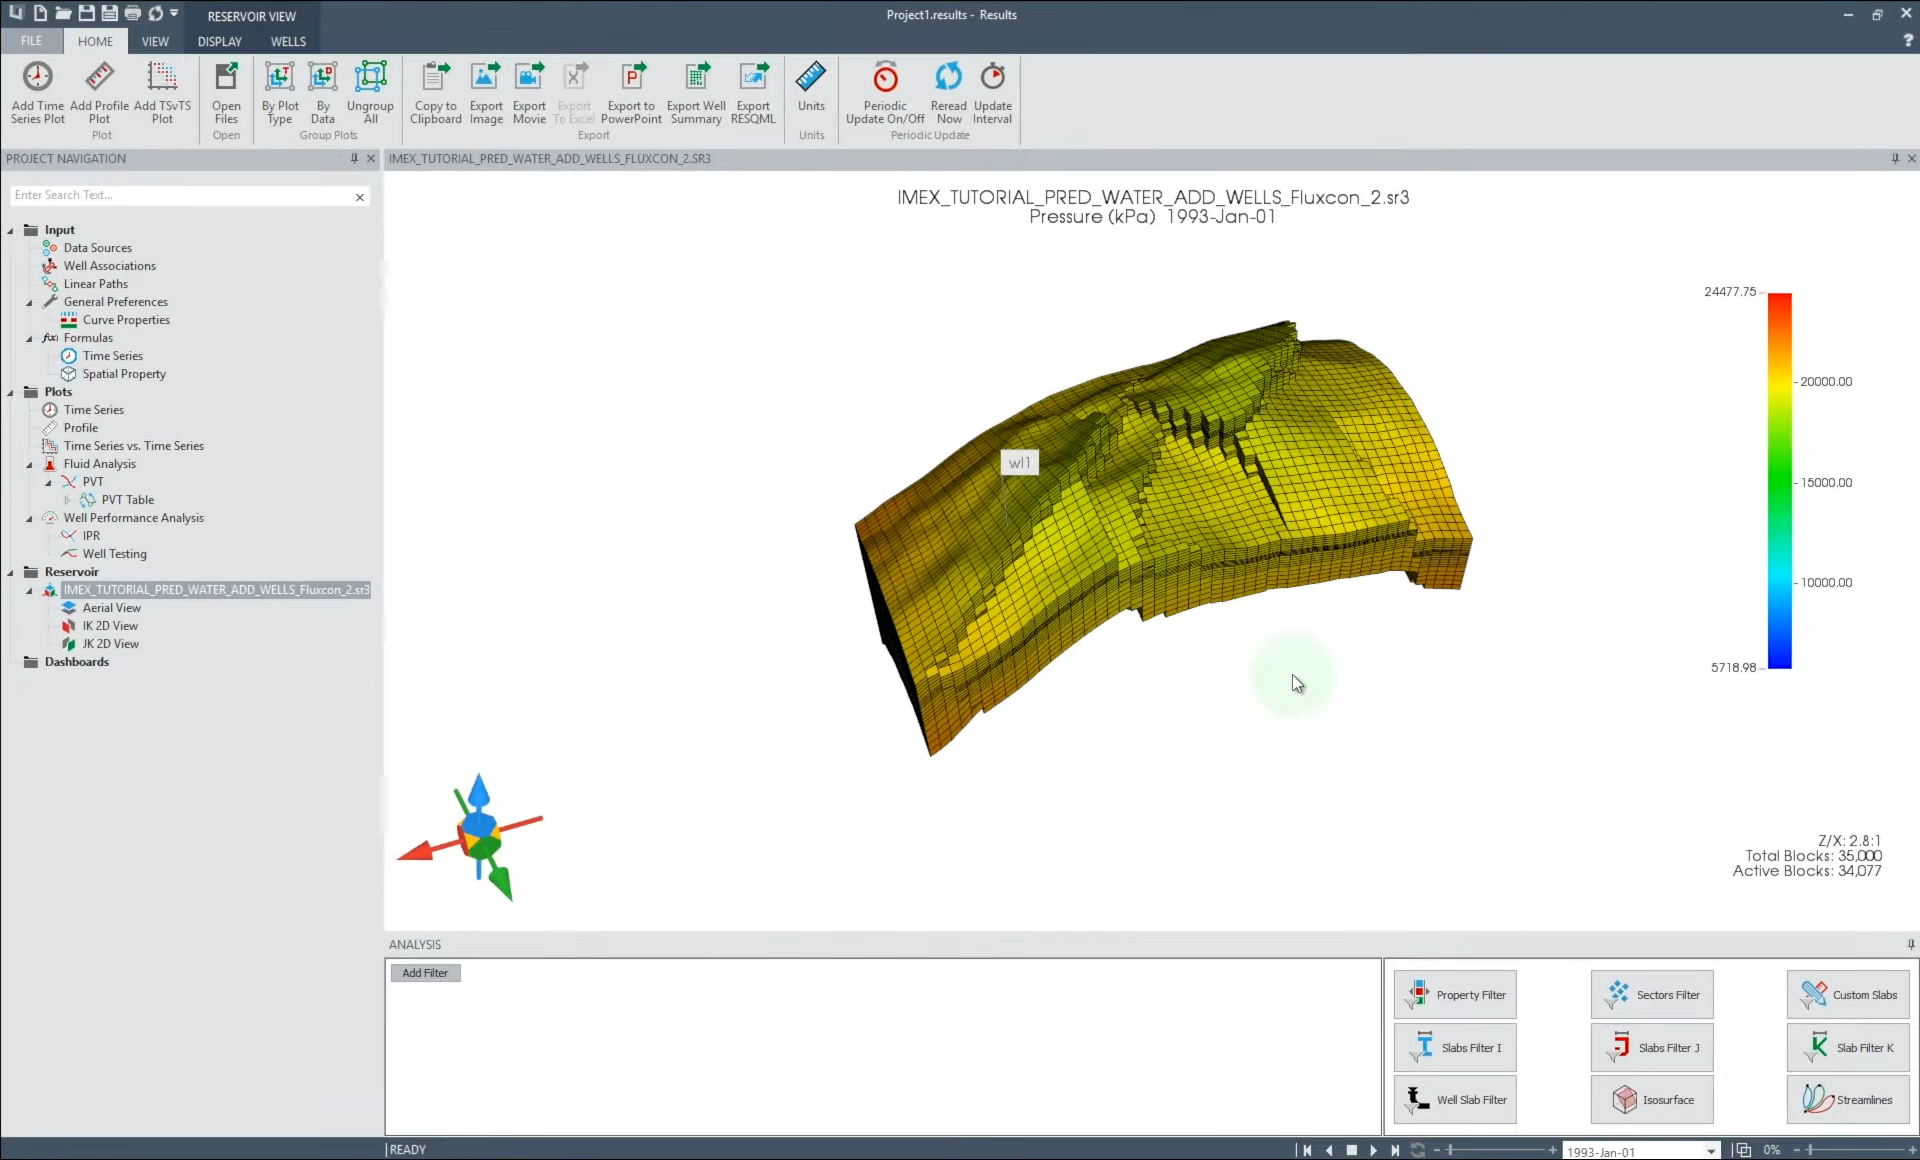 RESERVOIR VIEW
Project1.results - Results
FILE
HOME
VIEW
DISPLAY
WELLS
?
Add Time
Series Plot
Add Profile
Plot
Add TSvTS
Plot
Plot
Open
Files
Open
By Plot
Type
By
Data
Ungroup
All
Group Plots
Copy to
Clipboard
Export
Image
Export
Movie
Export
To Excel
Export to
PowerPoint
Export Well
Summary
Export
RESQML
Export
Units
Units
Periodic
Update On/Off
Reread
Now
Update
Interval
Periodic Update
PROJECT NAVIGATION
IMEX_TUTORIAL_PRED_WATER_ADD_WELLS_FLUXCON_2.SR3
Enter Search Text...
Input
Data Sources
Well Associations
Linear Paths
General Preferences
Curve Properties
Formulas
Time Series
Spatial Property
Plots
Time Series
Profile
Time Series vs. Time Series
Fluid Analysis
PVT
PVT Table
Well Performance Analysis
IPR
Well Testing
Reservoir
IMEX_TUTORIAL_PRED_WATER_ADD_WELLS_Fluxcon_2.sr3
Aerial View
IK 2D View
JK 2D View
Dashboards
IMEX_TUTORIAL_PRED_WATER_ADD_WELLS_Fluxcon_2.sr3
Pressure (kPa) 1993-Jan-01
wl1
24477.75
20000.00
15000.00
10000.00
5718.98
Z/X: 2.8:1
Total Blocks: 35,000
Active Blocks: 34,077
ANALYSIS
Add Filter
Property Filter
Sectors Filter
Custom Slabs
Slabs Filter I
Slabs Filter J
Slab Filter K
Well Slab Filter
Isosurface
Streamlines
READY
1993-Jan-01
0%